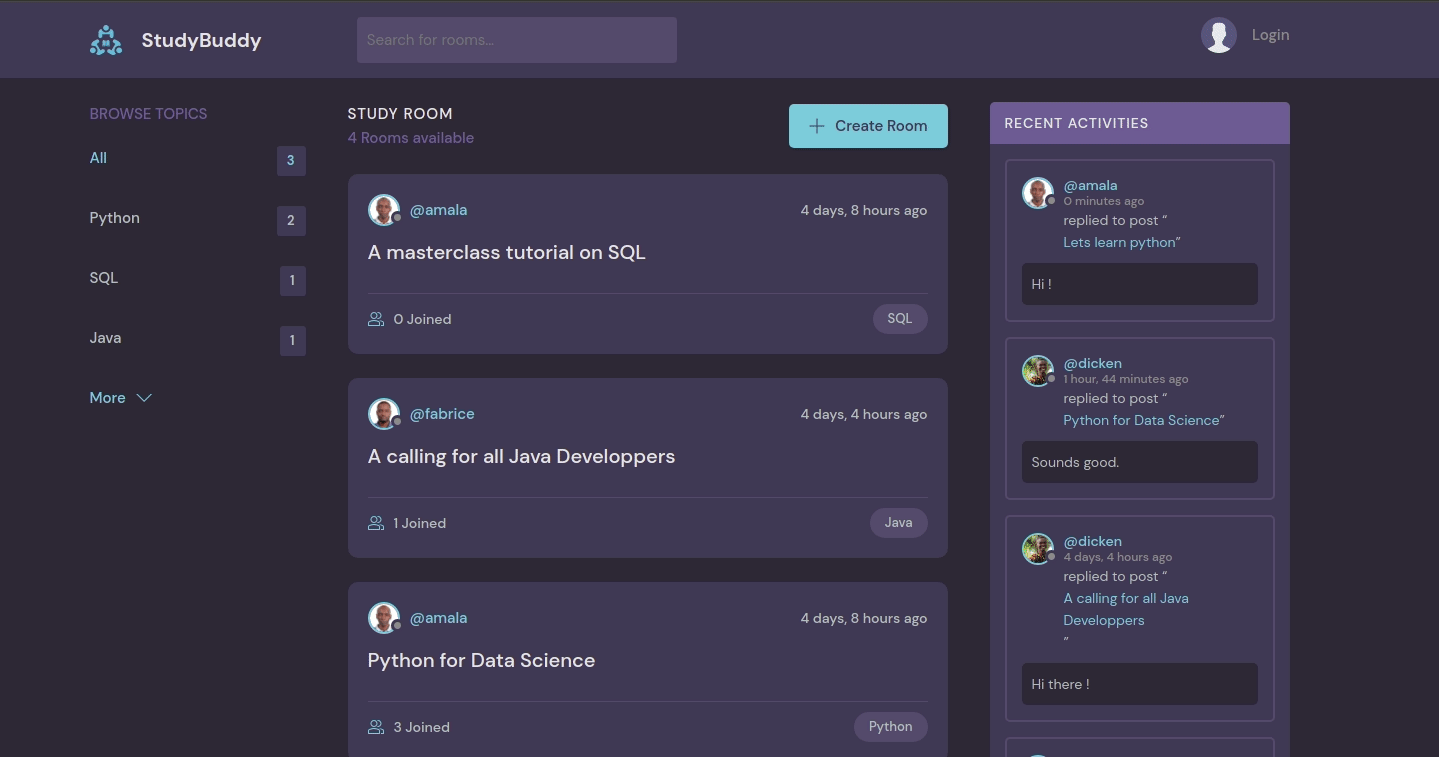 StudyBuddy
Search for rooms...
Login
BROWSE TOPICS
All 3
Python 2
SQL 1
Java 1
More
STUDY ROOM
4 Rooms available
Create Room
@amala 4 days, 8 hours ago
A masterclass tutorial on SQL
0 Joined SQL
@fabrice 4 days, 4 hours ago
A calling for all Java Developpers
1 Joined Java
@amala 4 days, 8 hours ago
Python for Data Science
3 Joined Python
RECENT ACTIVITIES
@amala
0 minutes ago
replied to post “
Lets learn python”
Hi !
@dicken
1 hour, 44 minutes ago
replied to post “
Python for Data Science”
Sounds good.
@dicken
4 days, 4 hours ago
replied to post “
A calling for all Java
Developpers
”
Hi there !